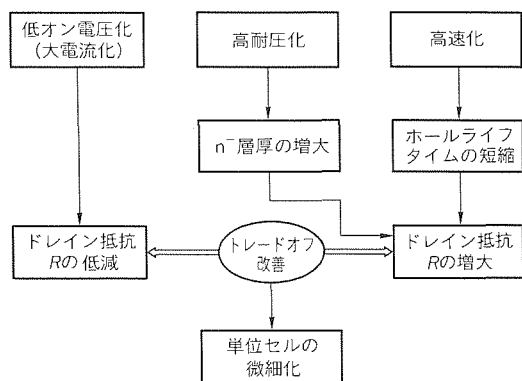 低オン電圧化
(大電流化)
高耐圧化
高速化
n⁻層厚の増大
ホールライフ
タイムの短縮
ドレイン抵抗
Rの低減
トレードオフ
改善
ドレイン抵抗
Rの増大
単位セルの
微細化